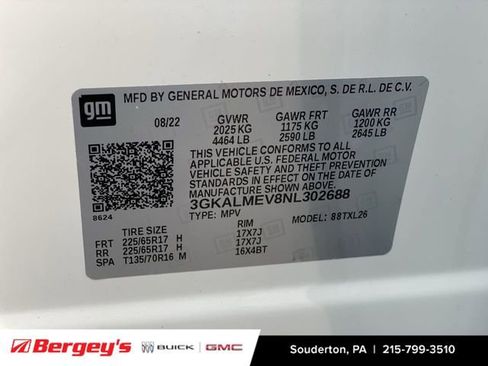 gm
MFD BY GENERAL MOTORS DE MEXICO, S. DE R.L. DE C.V.
08/22 GVWR GAWR FRT GAWR RR
2025 KG 1175 KG 1200 KG
4464 LB 2590 LB 2645 LB
THIS VEHICLE CONFORMS TO ALL
APPLICABLE U.S. FEDERAL MOTOR
VEHICLE SAFETY AND THEFT PREVENTION
STANDARDS IN EFFECT ON THE DATE OF
MANUFACTURE SHOWN ABOVE.
3GKALMEV8NL302688
8624
TYPE: MPV MODEL: 88TXL26
TIRE SIZE RIM
FRT 225/65R17 H 17X7J
RR 225/65R17 H 17X7J
SPA T135/70R16 M 16X4BT
Bergey's BUICK GMC Souderton, PA | 215-799-3510